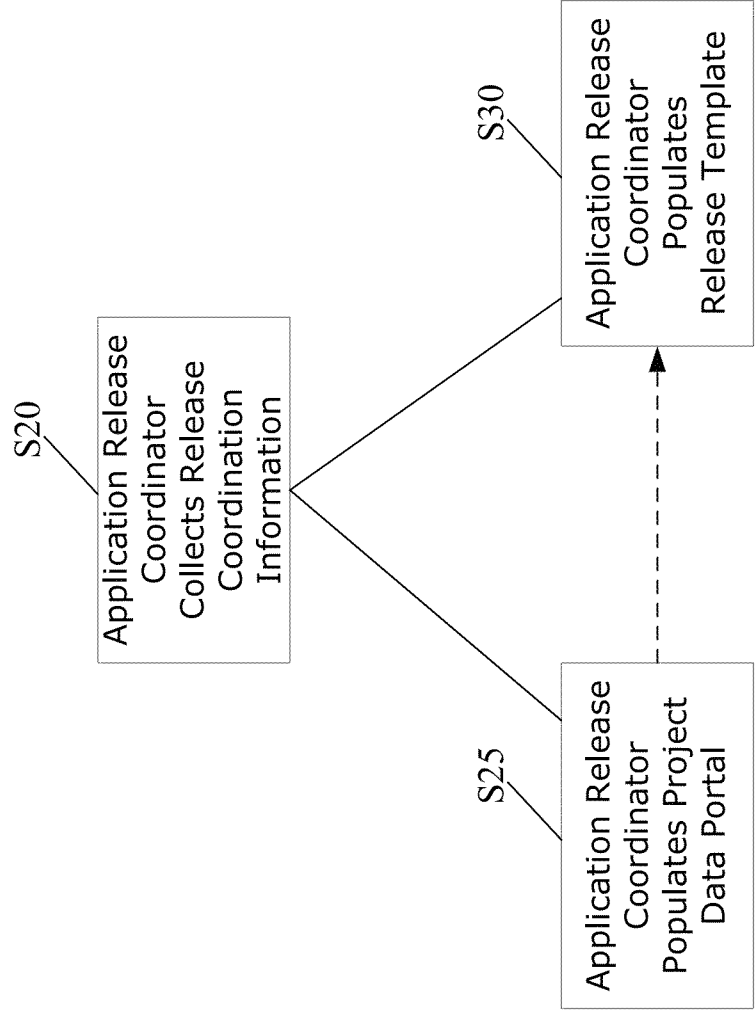 S20
Application Release
Coordinator
Collects Release
Coordination
Information
S25
Application Release
Coordinator
Populates Project
Data Portal
S30
Application Release
Coordinator
Populates
Release Template